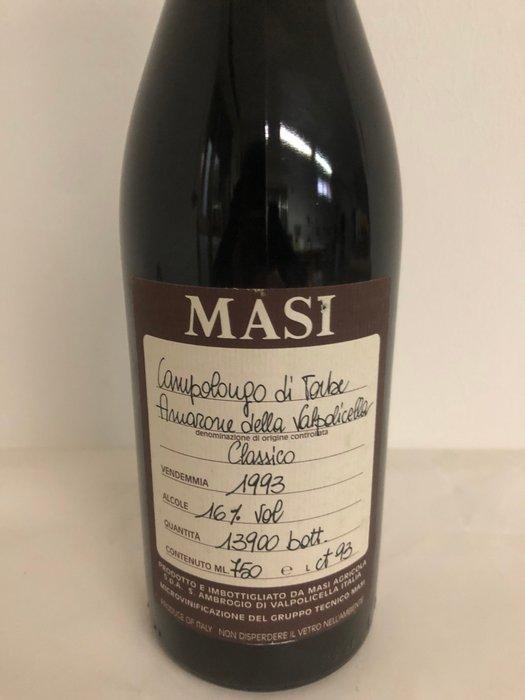 MASI
Campolongo di Torbe
Amarone della Valpolicella
denominazione di origine controllata
Classico
VENDEMMIA 1993
ALCOLE 16% vol
QUANTITÀ 13900 bott.
CONTENUTO ML 750 e L ct 93
PRODOTTO E IMBOTTIGLIATO DA MASI AGRICOLA
S.P.A. S. AMBROGIO DI VALPOLICELLA ITALIA
MICROVINIFICAZIONE DEL GRUPPO TECNICO MASI
PRODUCE OF ITALY NON DISPERDERE IL VETRO NELL'AMBIENTE